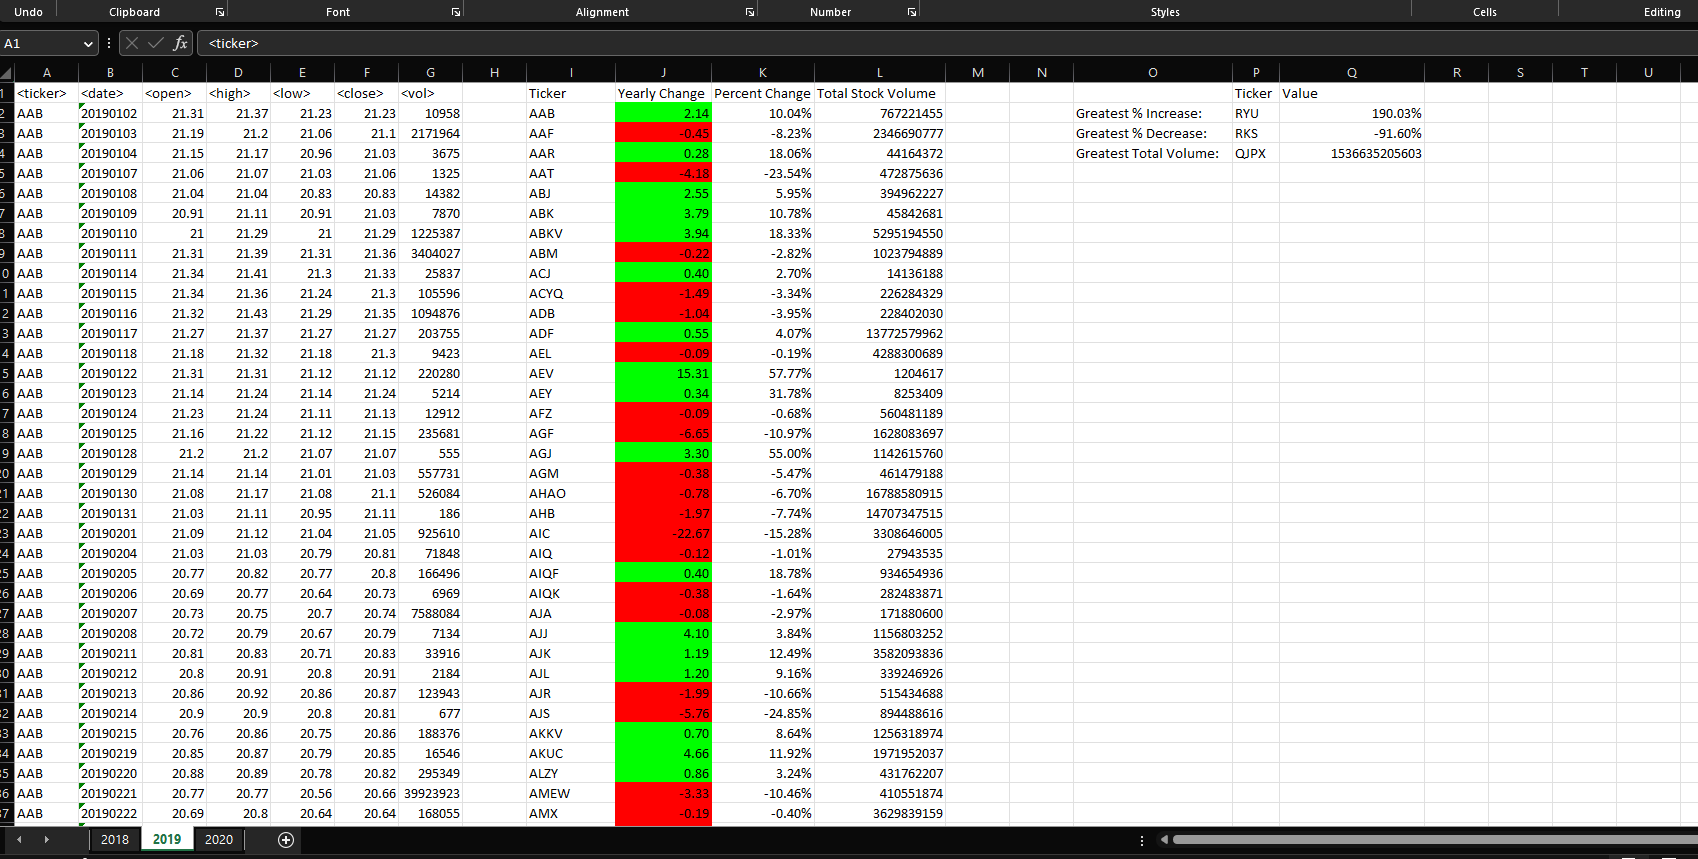 Undo Clipboard Font Alignment Number Styles Cells Editing
A1 fx <ticker>
A B C D E F G H I J K L M N O P Q R S T U
1 <ticker> <date> <open> <high> <low> <close> <vol> Ticker Yearly Change Percent Change Total Stock Volume Ticker Value
2 AAB 20190102 21.31 21.37 21.23 21.23 10958 AAB 2.14 10.04% 767221455 Greatest % Increase: RYU 190.03%
3 AAB 20190103 21.19 21.2 21.06 21.1 2171964 AAF -0.45 -8.23% 2346690777 Greatest % Decrease: RKS -91.60%
4 AAB 20190104 21.15 21.17 20.96 21.03 3675 AAR 0.28 18.06% 44164372 Greatest Total Volume: QJPX 1536635205603
5 AAB 20190107 21.06 21.07 21.03 21.06 1325 AAT -4.18 -23.54% 472875636
6 AAB 20190108 21.04 21.04 20.83 20.83 14382 ABJ 2.55 5.95% 394962227
7 AAB 20190109 20.91 21.11 20.91 21.03 7870 ABK 3.79 10.78% 45842681
8 AAB 20190110 21 21.29 21 21.29 1225387 ABKV 3.94 18.33% 5295194550
9 AAB 20190111 21.31 21.39 21.31 21.36 3404027 ABM -0.22 -2.82% 1023794889
0 AAB 20190114 21.34 21.41 21.3 21.33 25837 ACJ 0.40 2.70% 14136188
1 AAB 20190115 21.34 21.36 21.24 21.3 105596 ACYQ -1.49 -3.34% 226284329
2 AAB 20190116 21.32 21.43 21.29 21.35 1094876 ADB -1.04 -3.95% 228402030
3 AAB 20190117 21.27 21.37 21.27 21.27 203755 ADF 0.55 4.07% 13772579962
4 AAB 20190118 21.18 21.32 21.18 21.3 9423 AEL -0.09 -0.19% 4288300689
5 AAB 20190122 21.31 21.31 21.12 21.12 220280 AEV 15.31 57.77% 1204617
6 AAB 20190123 21.14 21.24 21.14 21.24 5214 AEY 0.34 31.78% 8253409
7 AAB 20190124 21.23 21.24 21.11 21.13 12912 AFZ -0.09 -0.68% 560481189
8 AAB 20190125 21.16 21.22 21.12 21.15 235681 AGF -6.65 -10.97% 1628083697
9 AAB 20190128 21.2 21.2 21.07 21.07 555 AGJ 3.30 55.00% 1142615760
20 AAB 20190129 21.14 21.14 21.01 21.03 557731 AGM -0.38 -5.47% 461479188
21 AAB 20190130 21.08 21.17 21.08 21.1 526084 AHAO -0.78 -6.70% 16788580915
22 AAB 20190131 21.03 21.11 20.95 21.11 186 AHB -1.97 -7.74% 14707347515
23 AAB 20190201 21.09 21.12 21.04 21.05 925610 AIC -22.67 -15.28% 3308646005
24 AAB 20190204 21.03 21.03 20.79 20.81 71848 AIQ -0.12 -1.01% 27943535
25 AAB 20190205 20.77 20.82 20.77 20.8 166496 AIQF 0.40 18.78% 934654936
26 AAB 20190206 20.69 20.77 20.64 20.73 6969 AIQK -0.38 -1.64% 282483871
27 AAB 20190207 20.73 20.75 20.7 20.74 7588084 AJA -0.08 -2.97% 171880600
28 AAB 20190208 20.72 20.79 20.67 20.79 7134 AJJ 4.10 3.84% 1156803252
29 AAB 20190211 20.81 20.83 20.71 20.83 33916 AJK 1.19 12.49% 3582093836
30 AAB 20190212 20.8 20.91 20.8 20.91 2184 AJL 1.20 9.16% 339246926
31 AAB 20190213 20.86 20.92 20.86 20.87 123943 AJR -1.99 -10.66% 515434688
32 AAB 20190214 20.9 20.9 20.8 20.81 677 AJS -5.76 -24.85% 894488616
33 AAB 20190215 20.76 20.86 20.75 20.86 188376 AKKV 0.70 8.64% 1256318974
34 AAB 20190219 20.85 20.87 20.79 20.85 16546 AKUC 4.66 11.92% 1971952037
35 AAB 20190220 20.88 20.89 20.78 20.82 295349 ALZY 0.86 3.24% 431762207
36 AAB 20190221 20.77 20.77 20.56 20.66 39923923 AMEW -3.33 -10.46% 410551874
37 AAB 20190222 20.69 20.8 20.64 20.64 168055 AMX -0.19 -0.40% 3629839159
2018 2019 2020